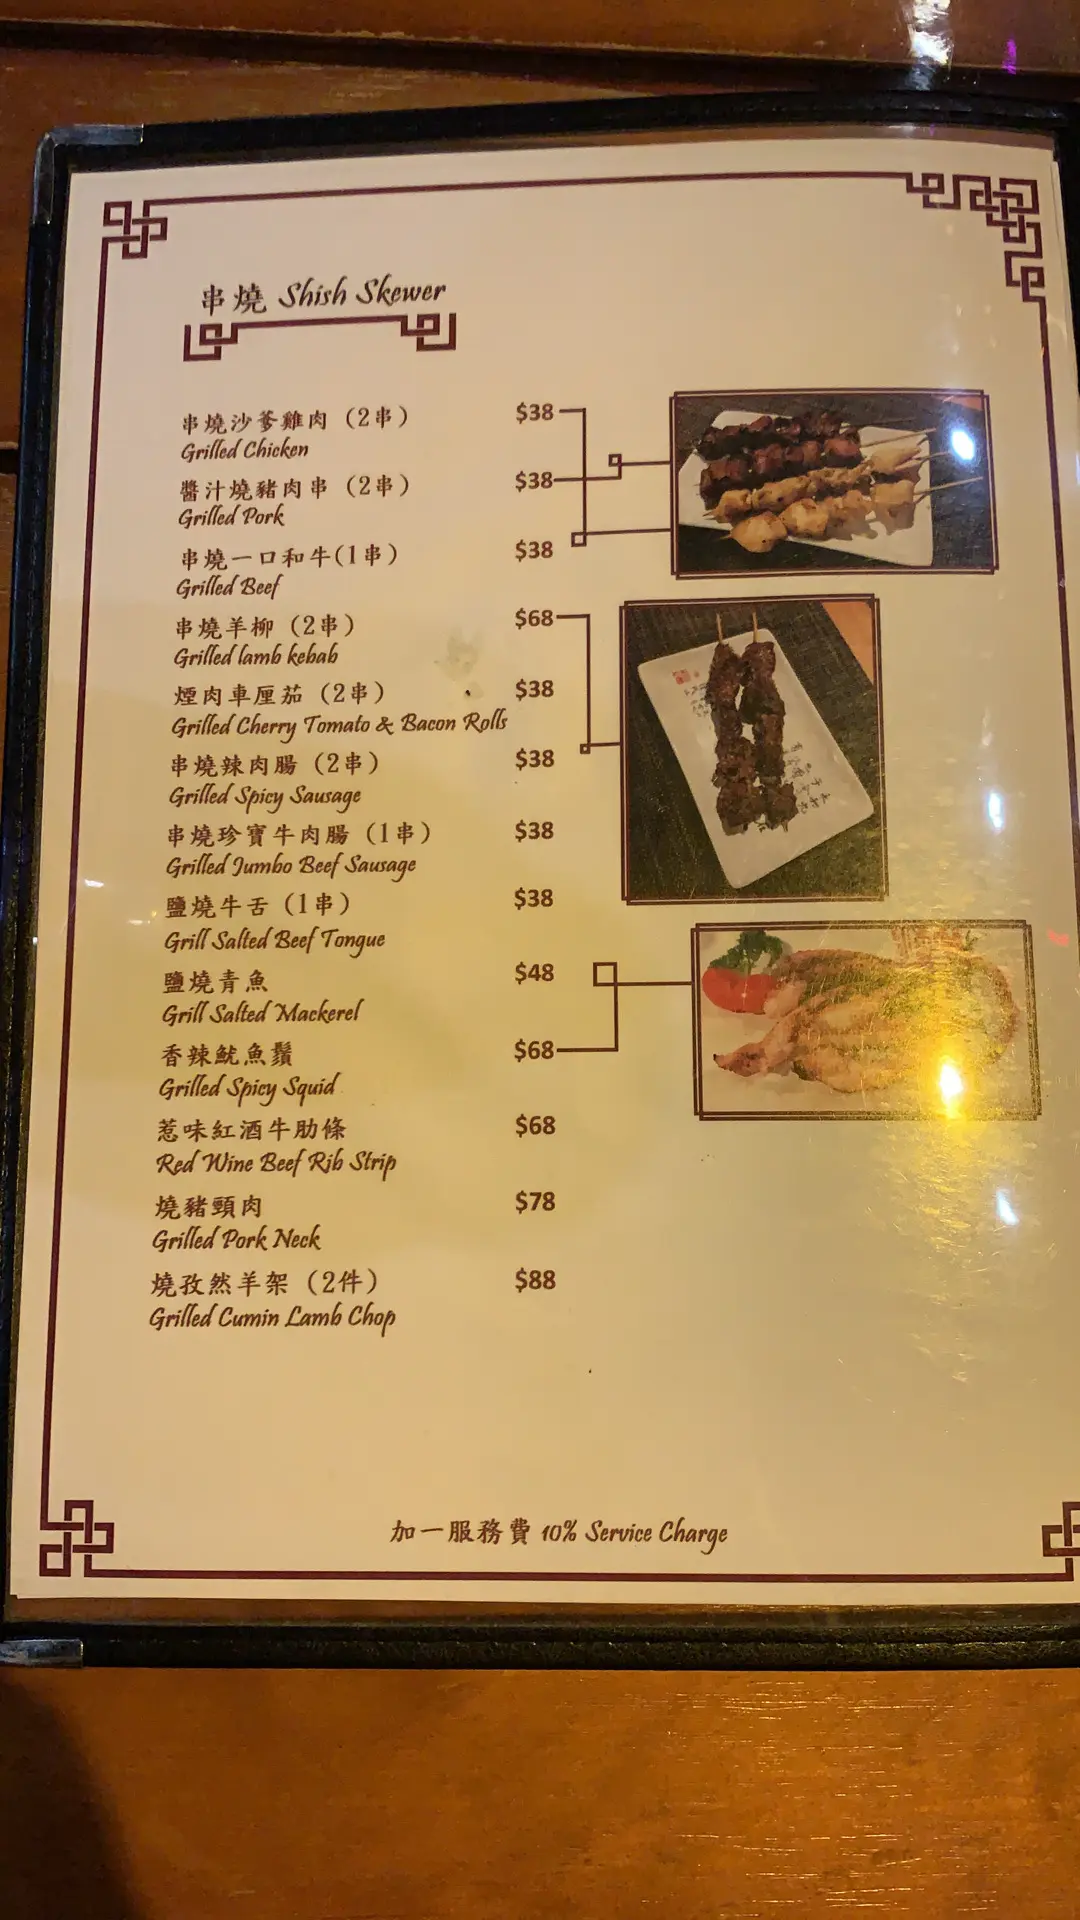 串燒 Shish Skewer
串燒沙爹雞肉 (2串) $38
Grilled Chicken
醬汁燒豬肉串 (2串) $38
Grilled Pork
串燒一口和牛(1串) $38
Grilled Beef
串燒羊柳 (2串) $68
Grilled lamb kebab
煙肉車厘茄 (2串) $38
Grilled Cherry Tomato & Bacon Rolls
串燒辣肉腸 (2串) $38
Grilled Spicy Sausage
串燒珍寶牛肉腸 (1串) $38
Grilled Jumbo Beef Sausage
鹽燒牛舌 (1串) $38
Grill Salted Beef Tongue
鹽燒青魚 $48
Grill Salted Mackerel
香辣魷魚鬚 $68
Grilled Spicy Squid
惹味紅酒牛肋條 $68
Red Wine Beef Rib Strip
燒豬頸肉 $78
Grilled Pork Neck
燒孜然羊架 (2件) $88
Grilled Cumin Lamb Chop
加一服務費 10% Service Charge